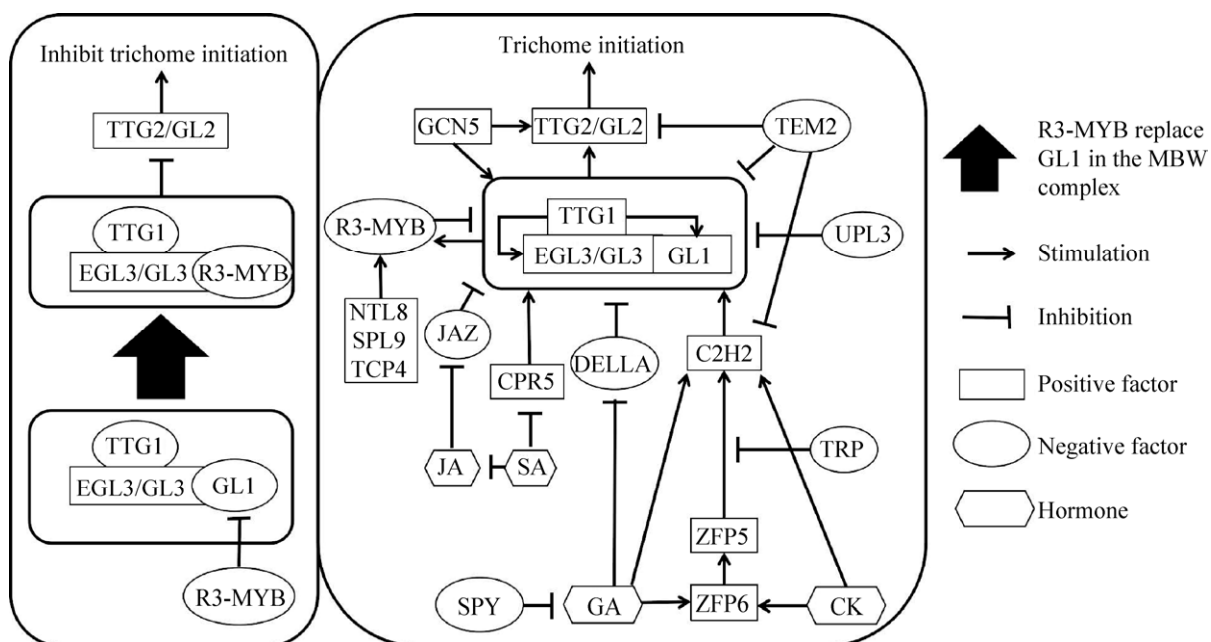 Inhibit trichome initiation
TTG2/GL2
TTG1
EGL3/GL3
R3-MYB
TTG1
EGL3/GL3
GL1
R3-MYB
Trichome initiation
GCN5
TTG2/GL2
TEM2
R3-MYB
TTG1
EGL3/GL3
GL1
UPL3
NTL8
SPL9
TCP4
JAZ
CPR5
DELLA
C2H2
JA
SA
TRP
ZFP5
SPY
GA
ZFP6
CK
R3-MYB replace
GL1 in the MBW
complex
Stimulation
Inhibition
Positive factor
Negative factor
Hormone